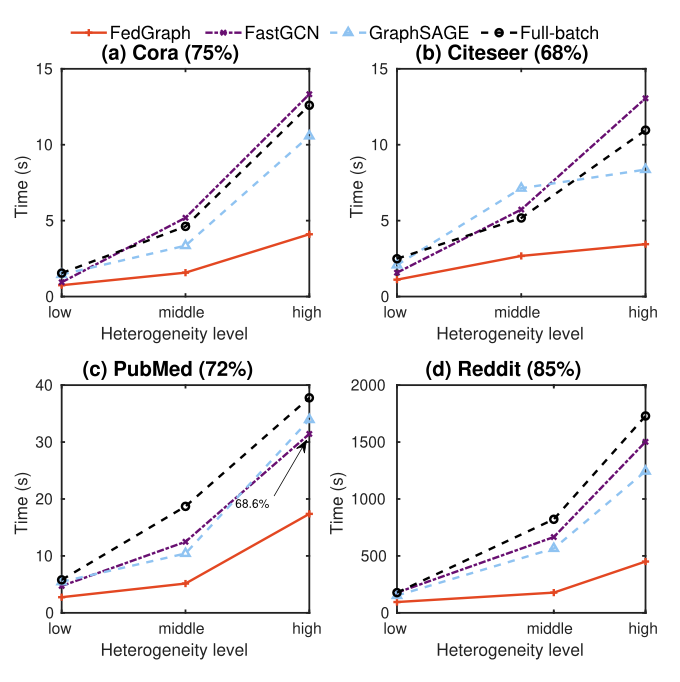 FedGraph FastGCN GraphSAGE Full-batch
(a) Cora (75%)
15
10
5
0
Time (s)
low middle high
Heterogeneity level
(b) Citeseer (68%)
15
10
5
0
Time (s)
low middle high
Heterogeneity level
(c) PubMed (72%)
40
30
20
10
0
Time (s)
68.6%
low middle high
Heterogeneity level
(d) Reddit (85%)
2000
1500
1000
500
0
Time (s)
low middle high
Heterogeneity level